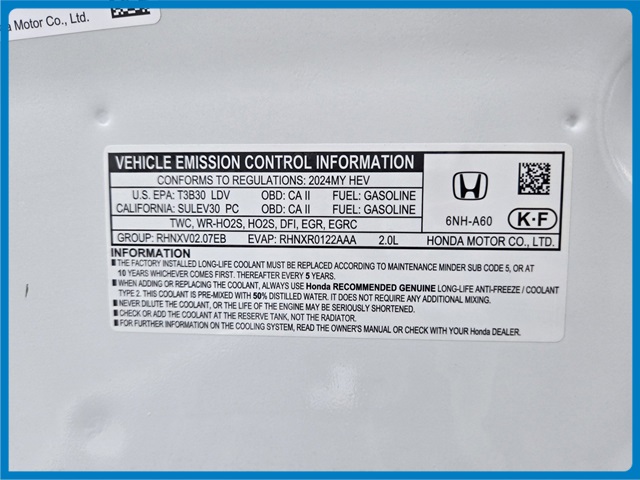 Motor Co., Ltd.
VEHICLE EMISSION CONTROL INFORMATION
CONFORMS TO REGULATIONS: 2024MY HEV
U.S. EPA: T3B30 LDV OBD: CA II FUEL: GASOLINE
CALIFORNIA: SULEV30 PC OBD: CA II FUEL: GASOLINE
TWC, WR-HO2S, HO2S, DFI, EGR, EGRC
GROUP: RHNXV02.07EB EVAP: RHNXR0122AAA 2.0L
HONDA
6NH-A60
K·F
HONDA MOTOR CO., LTD.
INFORMATION
THE FACTORY INSTALLED LONG-LIFE COOLANT MUST BE REPLACED ACCORDING TO MAINTENANCE MINDER SUB CODE 5, OR AT
10 YEARS WHICHEVER COMES FIRST. THEREAFTER EVERY 5 YEARS.
WHEN ADDING OR REPLACING THE COOLANT, ALWAYS USE Honda RECOMMENDED GENUINE LONG-LIFE ANTI-FREEZE / COOLANT
TYPE 2. THIS COOLANT IS PRE-MIXED WITH 50% DISTILLED WATER. IT DOES NOT REQUIRE ANY ADDITIONAL MIXING.
NEVER DILUTE THE COOLANT, OR THE LIFE OF THE ENGINE MAY BE SERIOUSLY SHORTENED.
CHECK OR ADD THE COOLANT AT THE RESERVE TANK, NOT THE RADIATOR.
FOR FURTHER INFORMATION ON THE COOLING SYSTEM, READ THE OWNER'S MANUAL OR CHECK WITH YOUR Honda DEALER.